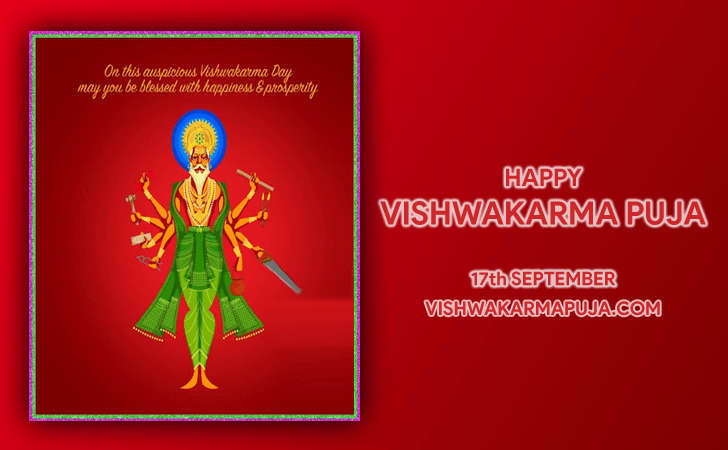 On this auspicious Vishwakarma Day
may you be blessed with happiness & prosperity
HAPPY
VISHWAKARMA PUJA
17th SEPTEMBER
VISHWAKARMAPUJA.COM